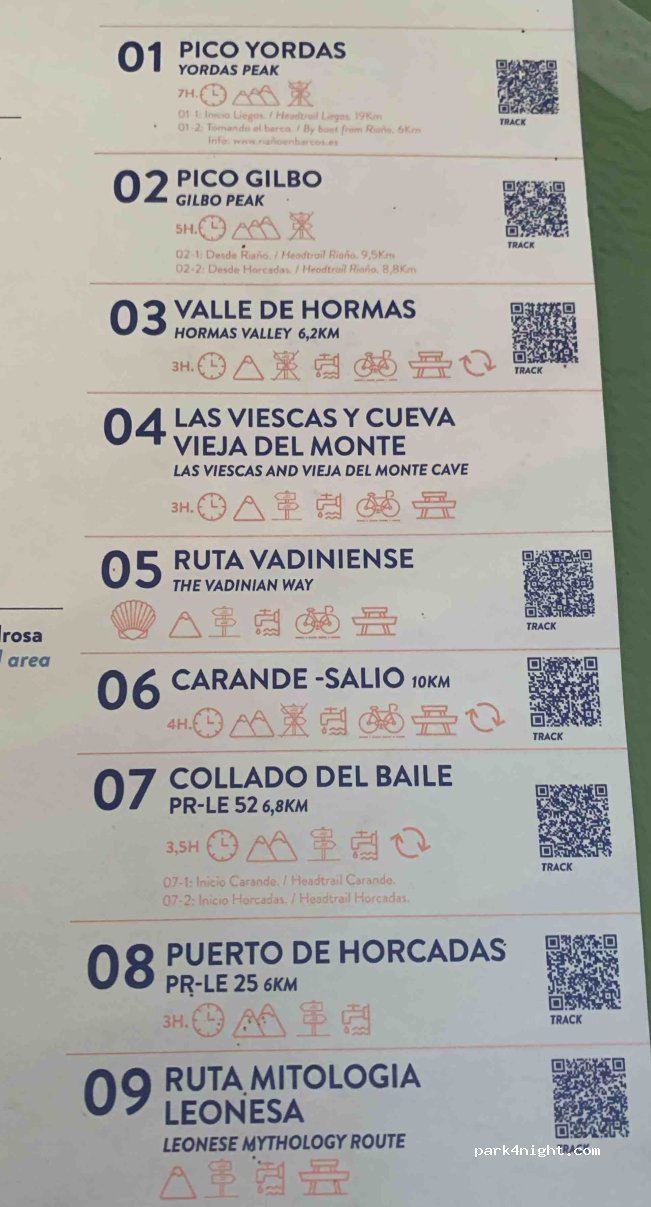 01 PICO YORDAS
YORDAS PEAK
7H.
01-1: Inicio Liegos. / Headtrail Liegos. 19Km
01-2: Tomando el barco. / By boat from Riaño. 6Km
Info: www.riañoenbarcos.es
TRACK
02 PICO GILBO
GILBO PEAK
5H.
02-1: Desde Riaño. / Headtrail Riaño. 9,5Km
02-2: Desde Horcadas. / Headtrail Riaño. 8,8Km
TRACK
03 VALLE DE HORMAS
HORMAS VALLEY 6,2KM
3H.
TRACK
04 LAS VIESCAS Y CUEVA
VIEJA DEL MONTE
LAS VIESCAS AND VIEJA DEL MONTE CAVE
3H.
05 RUTA VADINIENSE
THE VADINIAN WAY
TRACK
drosa
area
06 CARANDE -SALIO 10KM
4H.
TRACK
07 COLLADO DEL BAILE
PR-LE 52 6,8KM
3,5H
07-1: Inicio Carande. / Headtrail Carande.
07-2: Inicio Horcadas. / Headtrail Horcadas.
TRACK
08 PUERTO DE HORCADAS
PR-LE 25 6KM
3H.
TRACK
09 RUTA MITOLOGIA
LEONESA
LEONESE MYTHOLOGY ROUTE
TRACK
park4night.com